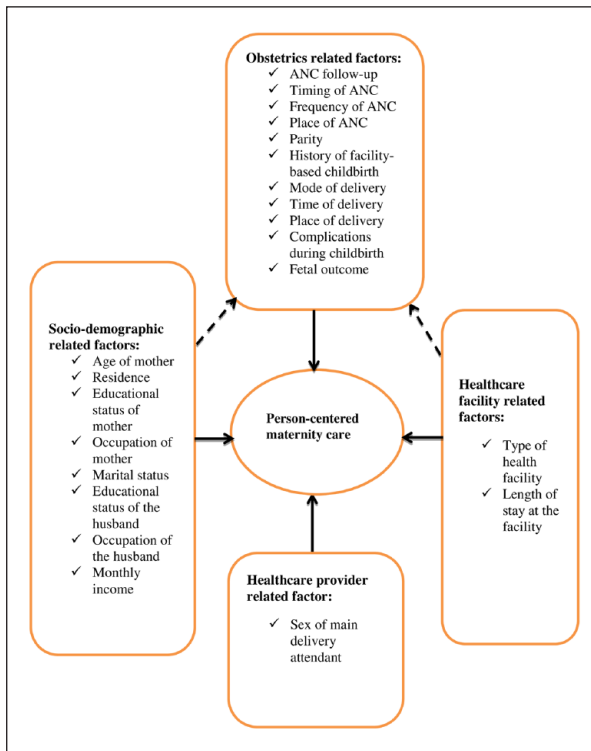 Obstetrics related factors:
✓ ANC follow-up
✓ Timing of ANC
✓ Frequency of ANC
✓ Place of ANC
✓ Parity
✓ History of facility-
based childbirth
✓ Mode of delivery
✓ Time of delivery
✓ Place of delivery
✓ Complications
during childbirth
✓ Fetal outcome
Socio-demographic
related factors:
✓ Age of mother
✓ Residence
✓ Educational
status of
mother
✓ Occupation of
mother
✓ Marital status
✓ Educational
status of the
husband
✓ Occupation of
the husband
✓ Monthly
income
Person-centered
maternity care
Healthcare
facility related
factors:
✓ Type of
health
facility
✓ Length of
stay at the
facility
Healthcare provider
related factor:
✓ Sex of main
delivery
attendant